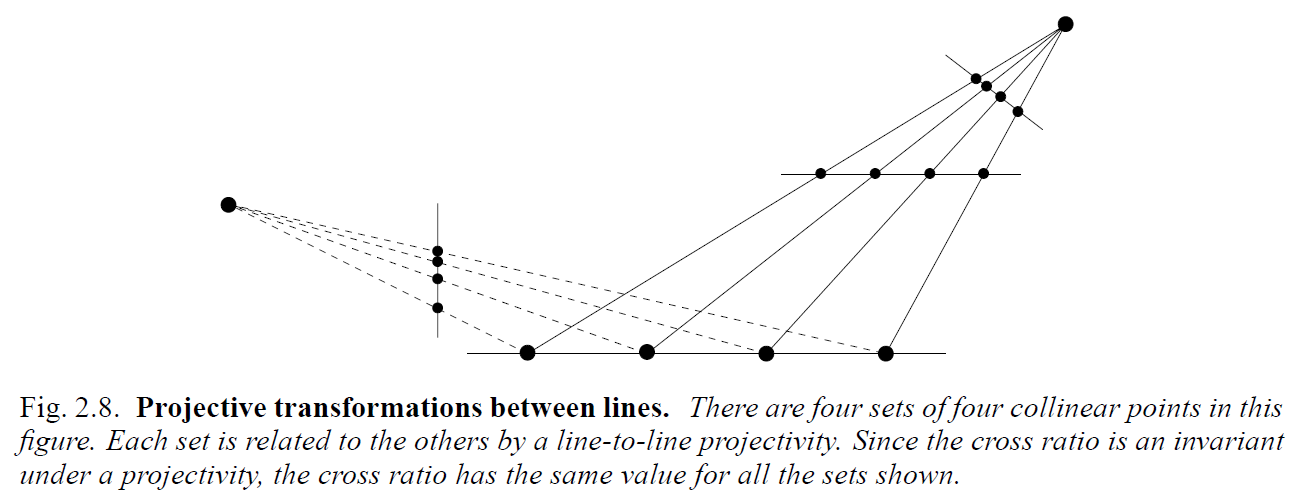 Fig. 2.8. Projective transformations between lines. There are four sets of four collinear points in this
figure. Each set is related to the others by a line-to-line projectivity. Since the cross ratio is an invariant
under a projectivity, the cross ratio has the same value for all the sets shown.